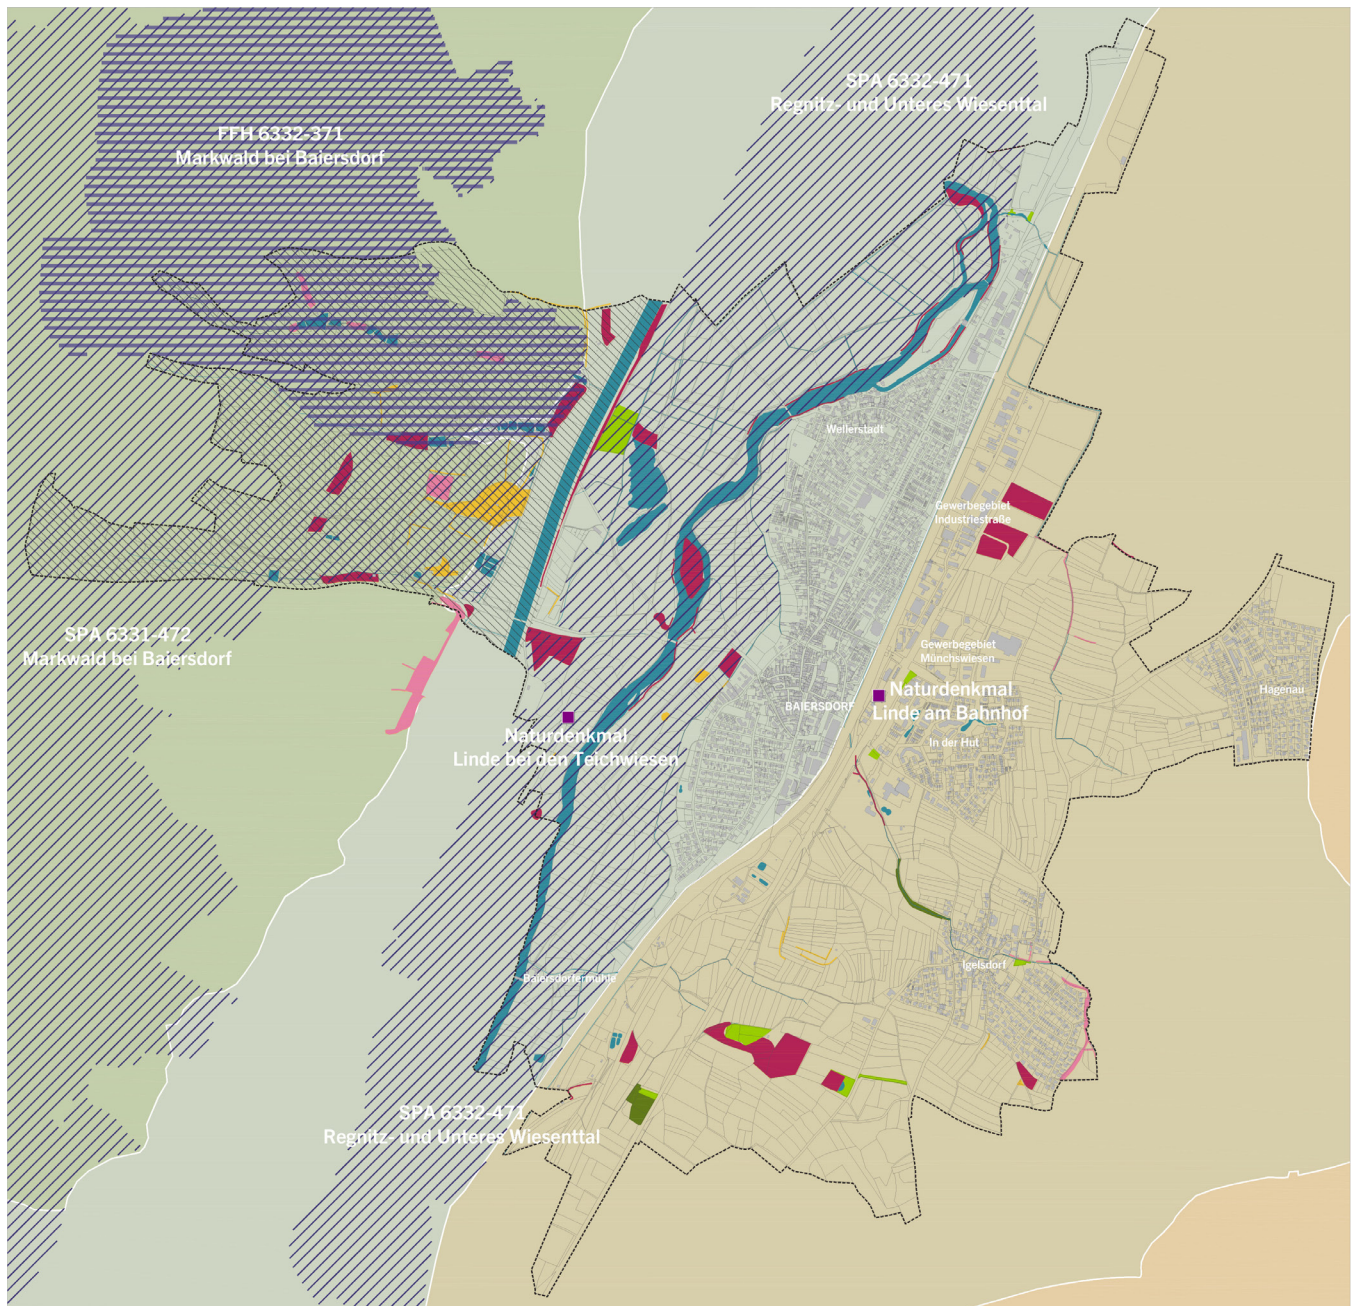 SPA 6332-471
Regnitz- und Unteres Wiesenttal
FFH 6332-371
Markwald bei Baiersdorf
Wellerstadt
Gewerbegebiet
Industriestraße
SPA 6331-472
Markwald bei Baiersdorf
Gewerbegebiet
Münchswiesen
Hagenau
Naturdenkmal
Linde am Bahnhof
BAIERSDORF
Naturdenkmal
Linde bei den Teichwiesen
In der Hut
Igelsdorf
Baiersdorfermühle
SPA 6332-471
Regnitz- und Unteres Wiesenttal